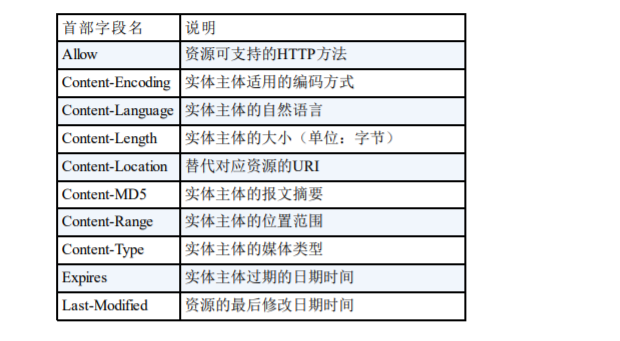 首部字段名 说明
Allow 资源可支持的HTTP方法
Content-Encoding 实体主体适用的编码方式
Content-Language 实体主体的自然语言
Content-Length 实体主体的大小（单位：字节）
Content-Location 替代对应资源的URI
Content-MD5 实体主体的报文摘要
Content-Range 实体主体的位置范围
Content-Type 实体主体的媒体类型
Expires 实体主体过期的日期时间
Last-Modified 资源的最后修改日期时间